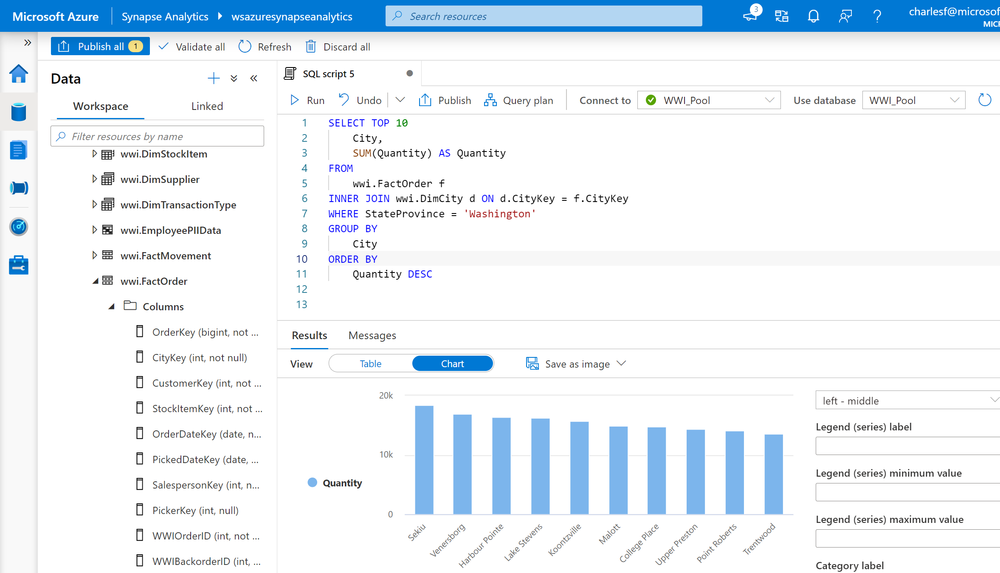 Microsoft Azure
Synapse Analytics
wsazuresynapseanalytics
Search resources
3
charlesf@microsof
MICR
Publish all 1
Validate all
Refresh
Discard all
Data
Workspace
Linked
Filter resources by name
wwi.DimStockItem
wwi.DimSupplier
wwi.DimTransactionType
wwi.EmployeePIIData
wwi.FactMovement
wwi.FactOrder
Columns
OrderKey (bigint, not ...
CityKey (int, not null)
CustomerKey (int, not ...
StockItemKey (int, not ...
OrderDateKey (date, n...
PickedDateKey (date, ...
SalespersonKey (int, n...
PickerKey (int, null)
WWIOrderID (int, not ...
WWIBackorderID (int, ...
SQL script 5
Run
Undo
Publish
Query plan
Connect to
WWI_Pool
Use database
WWI_Pool
1 SELECT TOP 10
2 City,
3 SUM(Quantity) AS Quantity
4 FROM
5 wwi.FactOrder f
6 INNER JOIN wwi.DimCity d ON d.CityKey = f.CityKey
7 WHERE StateProvince = 'Washington'
8 GROUP BY
9 City
10 ORDER BY
11 Quantity DESC
12
13
Results
Messages
View
Table
Chart
Save as image
20k
10k
0
Quantity
Sekiu
Venersborg
Harbour Pointe
Lake Stevens
Koontzville
Malott
College Place
Upper Preston
Point Roberts
Trentwood
left - middle
Legend (series) label
Legend (series) minimum value
Legend (series) maximum value
Category label